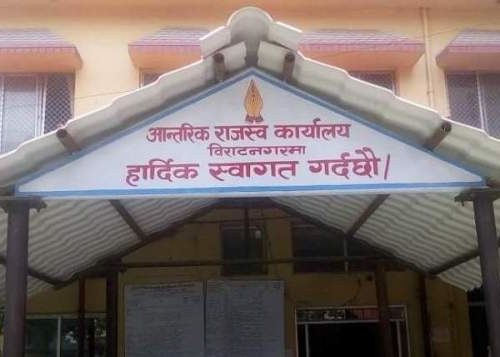 आन्तरिक राजस्व कार्यालय
विराटनगरमा
हार्दिक स्वागत गर्दछौ।